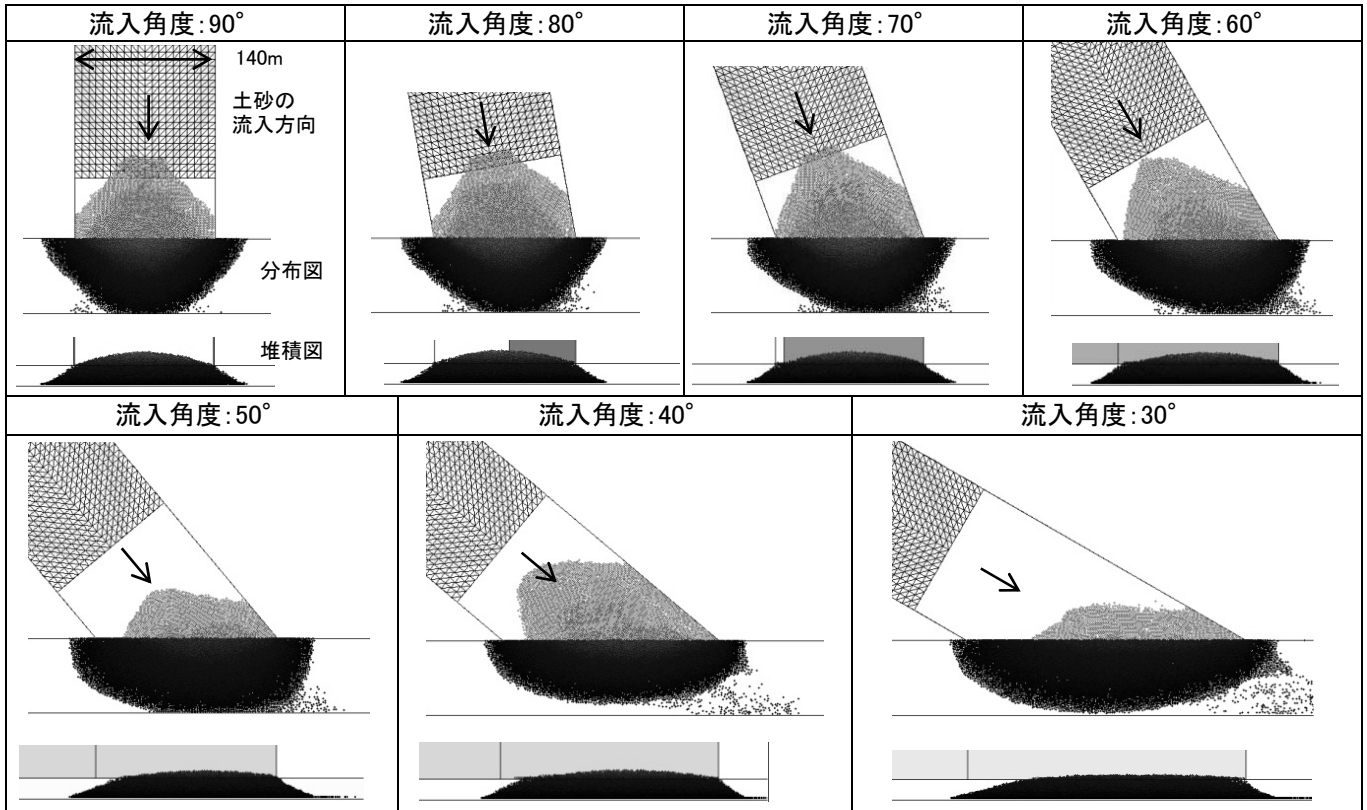 流入角度:90°
流入角度:80°
流入角度:70°
流入角度:60°
140m
土砂の
流入方向
分布図
堆積図
流入角度:50°
流入角度:40°
流入角度:30°